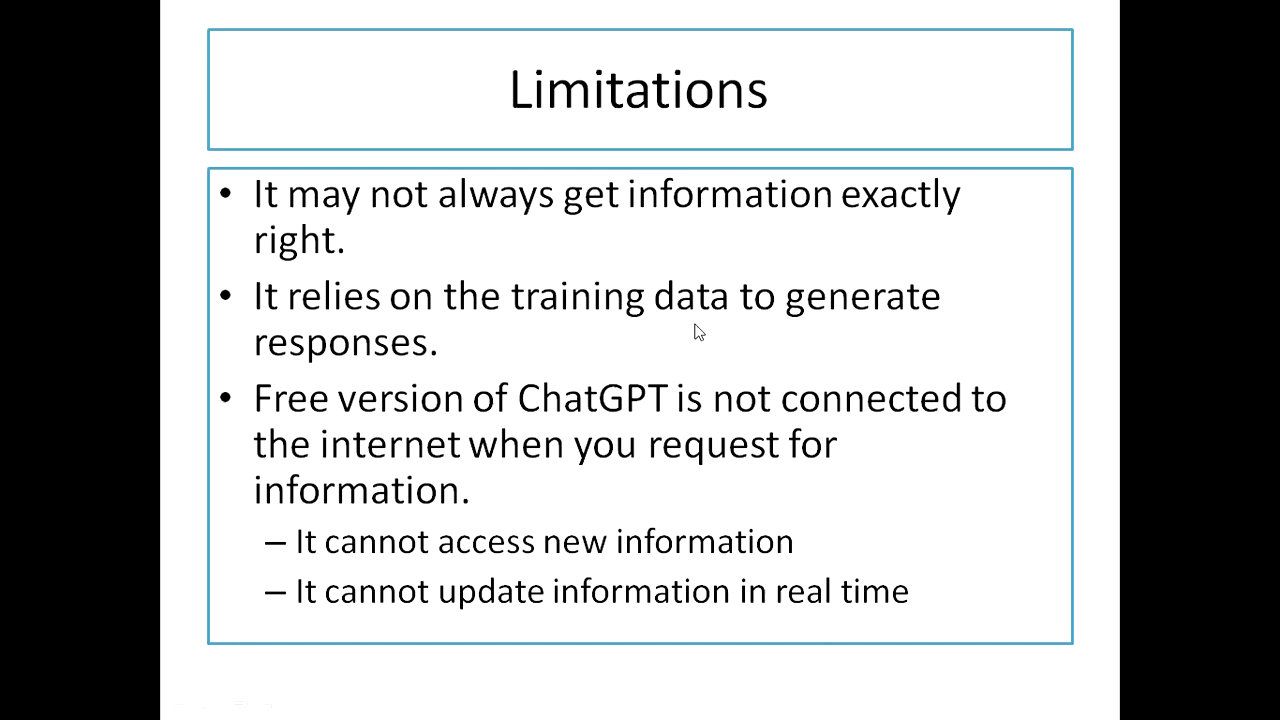 Limitations
• It may not always get information exactly
right.
• It relies on the training data to generate
responses.
• Free version of ChatGPT is not connected to
the internet when you request for
information.
– It cannot access new information
– It cannot update information in real time